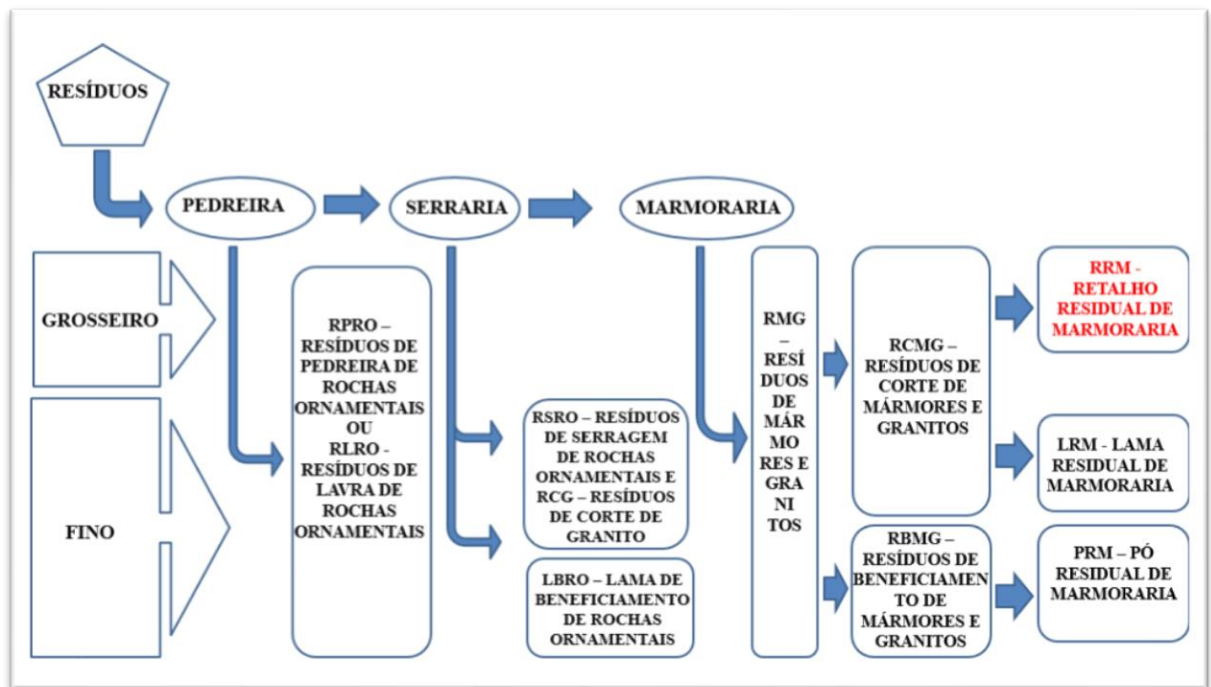 RESÍDUOS
PEDREIRA
SERRARIA
MARMORARIA
GROSSEIRO
FINO
RPRO –
RESÍDUOS DE
PEDREIRA DE
ROCHAS
ORNAMENTAIS
OU
RLRO -
RESÍDUOS DE
LAVRA DE
ROCHAS
ORNAMENTAIS
RSRO – RESÍDUOS
DE SERRAGEM
DE ROCHAS
ORNAMENTAIS E
RCG – RESÍDUOS
DE CORTE DE
GRANITO
LBRO – LAMA DE
BENEFICIAMENTO
DE ROCHAS
ORNAMENTAIS
RMG
–
RESÍ
DUOS
DE
MÁR
MO
RES E
GRA
NI
TOS
RCMG –
RESÍDUOS DE
CORTE DE
MÁRMORES E
GRANITOS
RBMG –
RESÍDUOS DE
BENEFICIAMEN
TO DE
MÁRMORES E
GRANITOS
RRM -
RETALHO
RESIDUAL DE
MARMORARIA
LRM - LAMA
RESIDUAL DE
MARMORARIA
PRM – PÓ
RESIDUAL DE
MARMORARIA